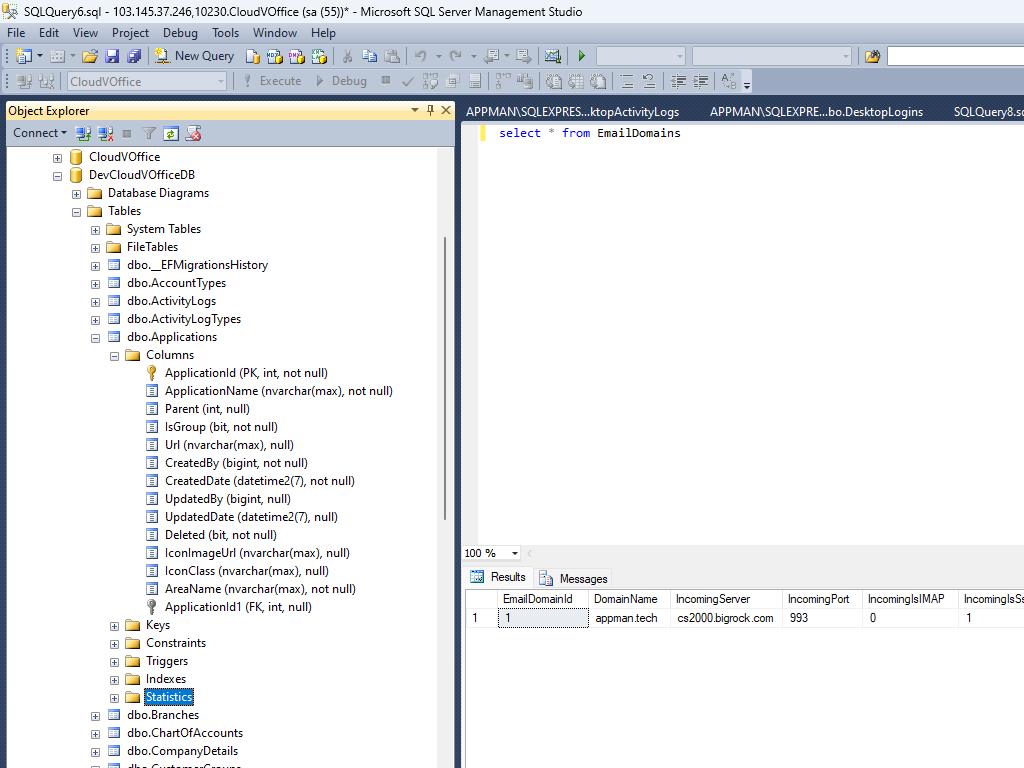 SQLQuery6.sql - 103.145.37.246,10230.CloudVOffice (sa (55))* - Microsoft SQL Server Management Studio
File Edit View Project Debug Tools Window Help
New Query
CloudVOffice Execute Debug
Object Explorer
APPMAN\SQLEXPRES...ktopActivityLogs APPMAN\SQLEXPRE...bo.DesktopLogins SQLQuery8.sq
Connect
select * from EmailDomains
CloudVOffice
DevCloudVOfficeDB
Database Diagrams
Tables
System Tables
FileTables
dbo.__EFMigrationsHistory
dbo.AccountTypes
dbo.ActivityLogs
dbo.ActivityLogTypes
dbo.Applications
Columns
ApplicationId (PK, int, not null)
ApplicationName (nvarchar(max), not null)
Parent (int, null)
IsGroup (bit, not null)
Url (nvarchar(max), null)
CreatedBy (bigint, not null)
CreatedDate (datetime2(7), not null)
UpdatedBy (bigint, null)
UpdatedDate (datetime2(7), null)
Deleted (bit, not null)
IconImageUrl (nvarchar(max), null)
IconClass (nvarchar(max), null)
AreaName (nvarchar(max), not null)
ApplicationId1 (FK, int, null)
Keys
Constraints
Triggers
Indexes
Statistics
dbo.Branches
dbo.ChartOfAccounts
dbo.CompanyDetails
dbo.CustomerGroups
100 %
Results Messages
EmailDomainId DomainName IncomingServer IncomingPort IncomingIsIMAP IncomingIsSs
1 1 appman.tech cs2000.bigrock.com 993 0 1